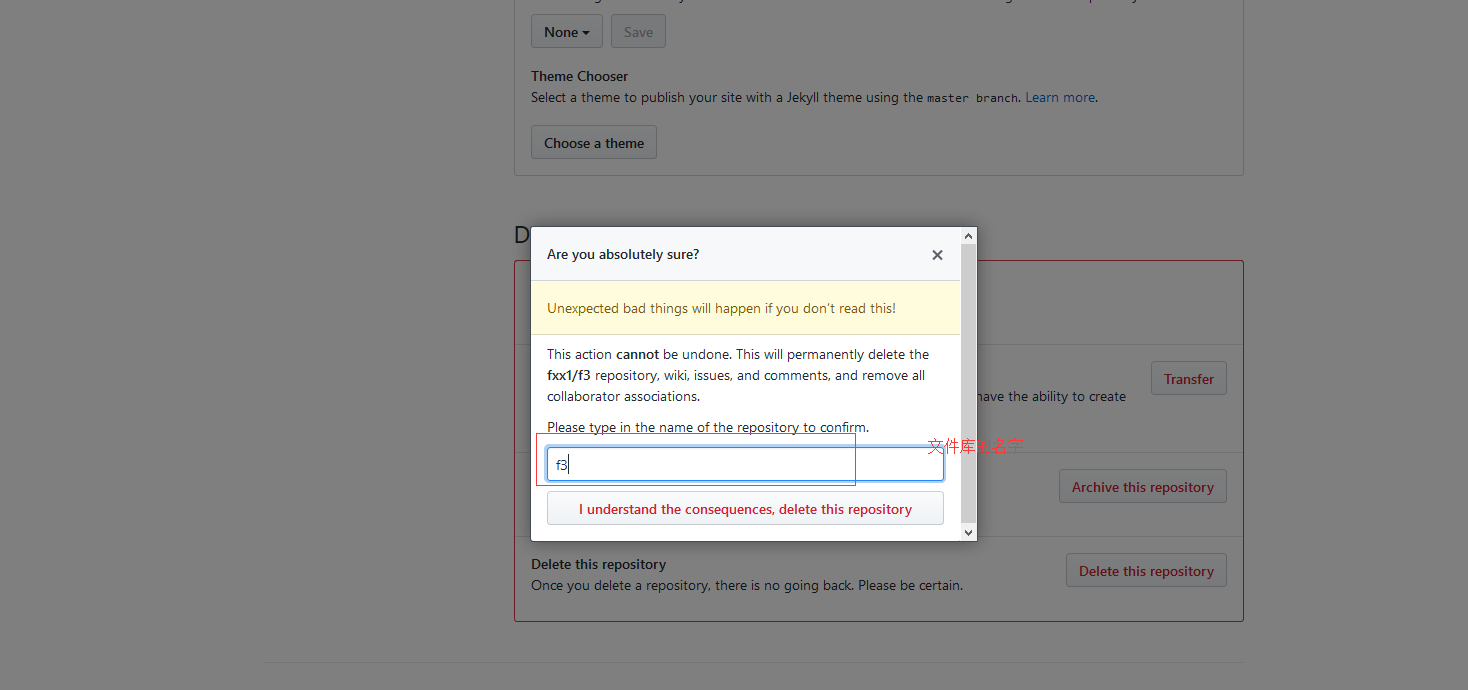 None
Save
Theme Chooser
Select a theme to publish your site with a Jekyll theme using the master branch. Learn more.
Choose a theme
D
Are you absolutely sure?
Unexpected bad things will happen if you don't read this!
This action cannot be undone. This will permanently delete the
fxx1/f3 repository, wiki, issues, and comments, and remove all
collaborator associations.
Transfer
have the ability to create
Please type in the name of the repository to confirm.
文件库的名字
f3
Archive this repository
I understand the consequences, delete this repository
Delete this repository
Once you delete a repository, there is no going back. Please be certain.
Delete this repository